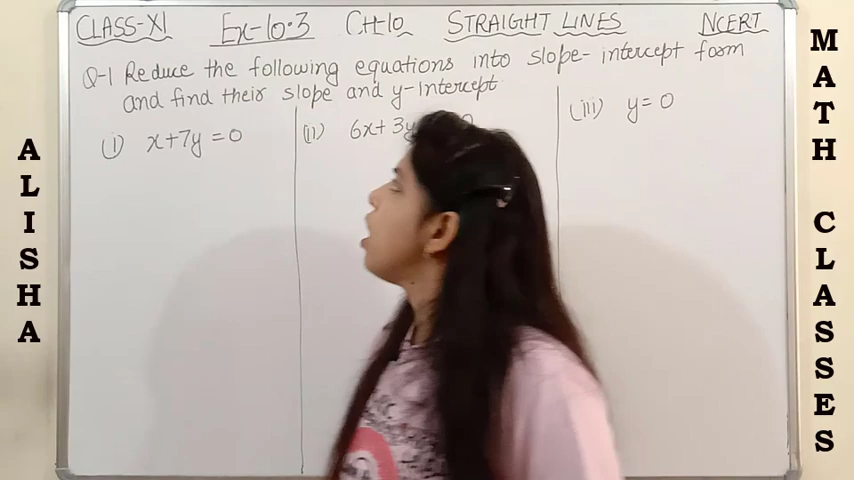 CLASS-XI Ex-10.3 CH-10 STRAIGHT LINES NCERT
Q-1 Reduce the following equations into slope-intercept form
and find their slope and y-intercept
(i) x+7y=0
(ii) 6x+3y 0
(iii) y=0
ALISHA
MATH CLASSES